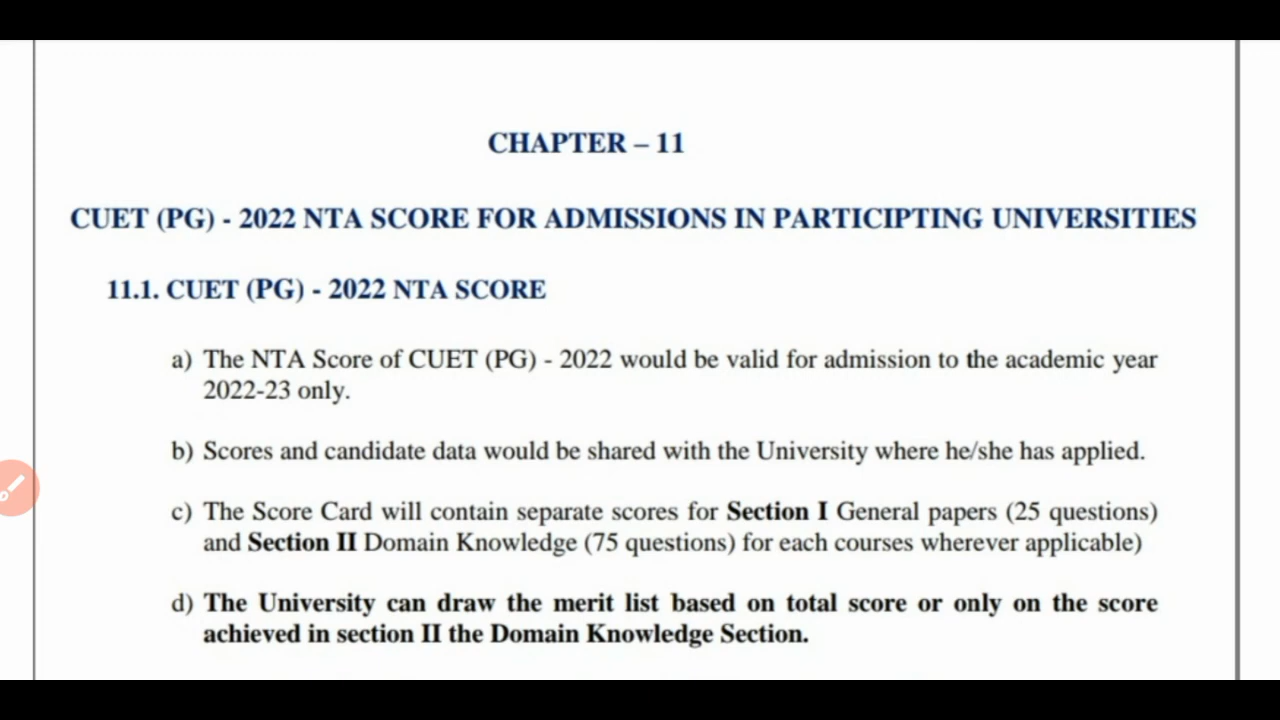 CHAPTER – 11
CUET (PG) - 2022 NTA SCORE FOR ADMISSIONS IN PARTICIPTING UNIVERSITIES
11.1. CUET (PG) - 2022 NTA SCORE
a) The NTA Score of CUET (PG) - 2022 would be valid for admission to the academic year
2022-23 only.
b) Scores and candidate data would be shared with the University where he/she has applied.
c) The Score Card will contain separate scores for Section I General papers (25 questions)
and Section II Domain Knowledge (75 questions) for each courses wherever applicable)
d) The University can draw the merit list based on total score or only on the score
achieved in section II the Domain Knowledge Section.